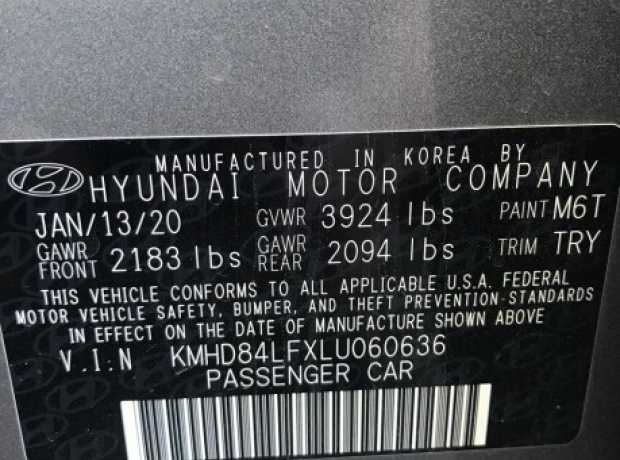 MANUFACTURED IN KOREA BY
HYUNDAI MOTOR COMPANY
JAN/13/20 GVWR 3924 lbs PAINT M6T
GAWR FRONT 2183 lbs GAWR REAR 2094 lbs TRIM TRY
THIS VEHICLE CONFORMS TO ALL APPLICABLE U.S.A. FEDERAL
MOTOR VEHICLE SAFETY, BUMPER, AND THEFT PREVENTION-STANDARDS
IN EFFECT ON THE DATE OF MANUFACTURE SHOWN ABOVE
V.I:N KMHD84LFXLU060636
PASSENGER CAR